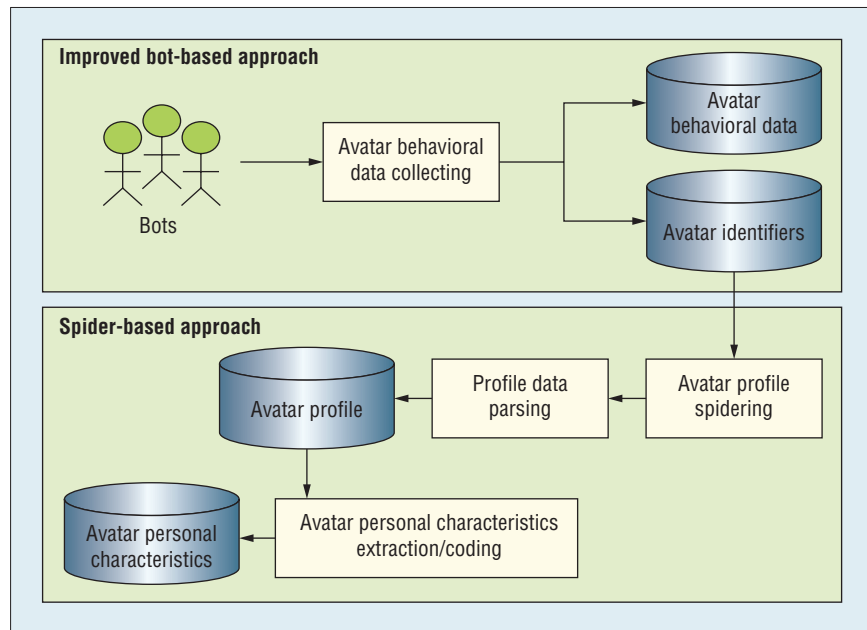 Improved bot-based approach
Bots
Avatar behavioral
data collecting
Avatar
behavioral data
Avatar identifiers
Spider-based approach
Avatar profile
spidering
Profile data
parsing
Avatar profile
Avatar personal characteristics
extraction/coding
Avatar personal
characteristics